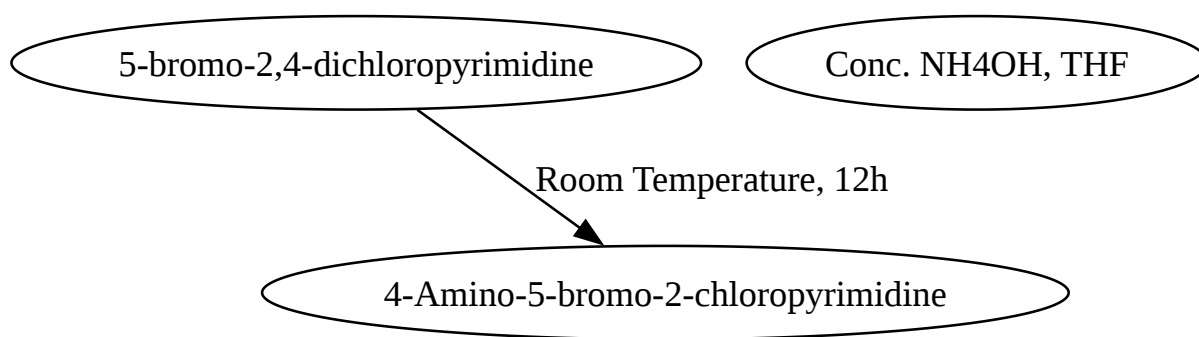 5-bromo-2,4-dichloropyrimidine
Conc. NH4OH, THF
Room Temperature, 12h
4-Amino-5-bromo-2-chloropyrimidine